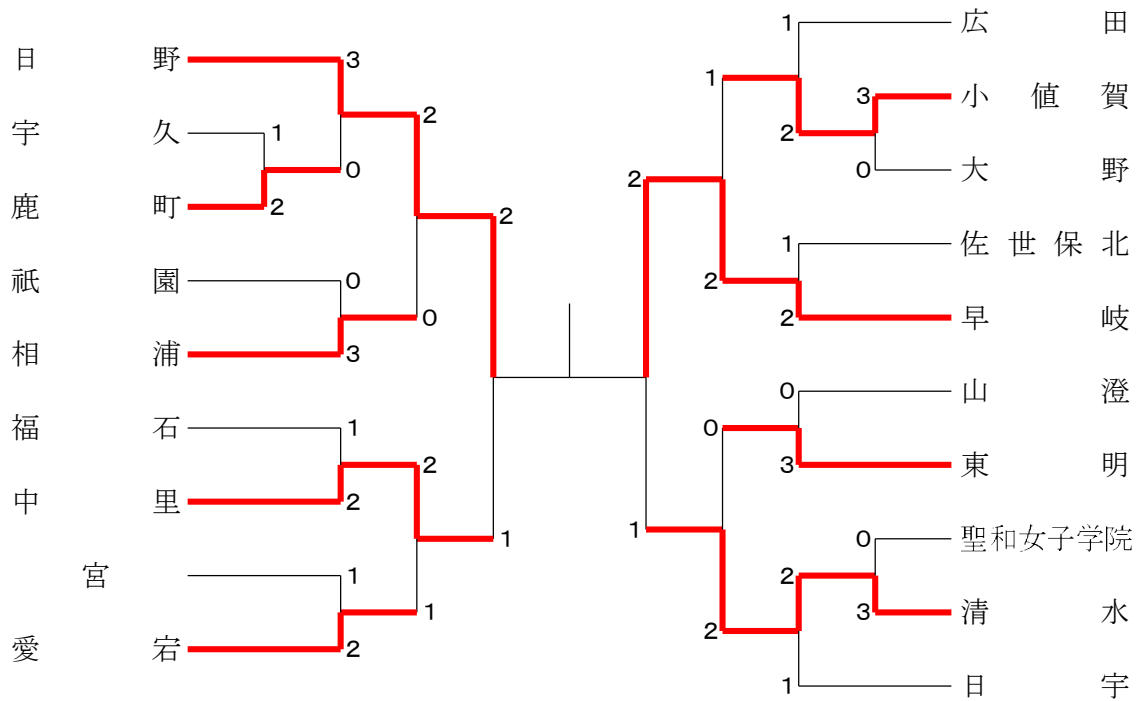 日野 3
2
宇久 1
0
鹿町 2
2
祇園 0
0
相浦 3
福石 1
2
中里 2
1
宮 1
1
愛宕 2
1 広田
1
3 小値賀
2
0 大野
2
1 佐世保北
2
2 早岐
0 山澄
0
3 東明
1
0 聖和女子学院
2
3 清水
2
1 日宇